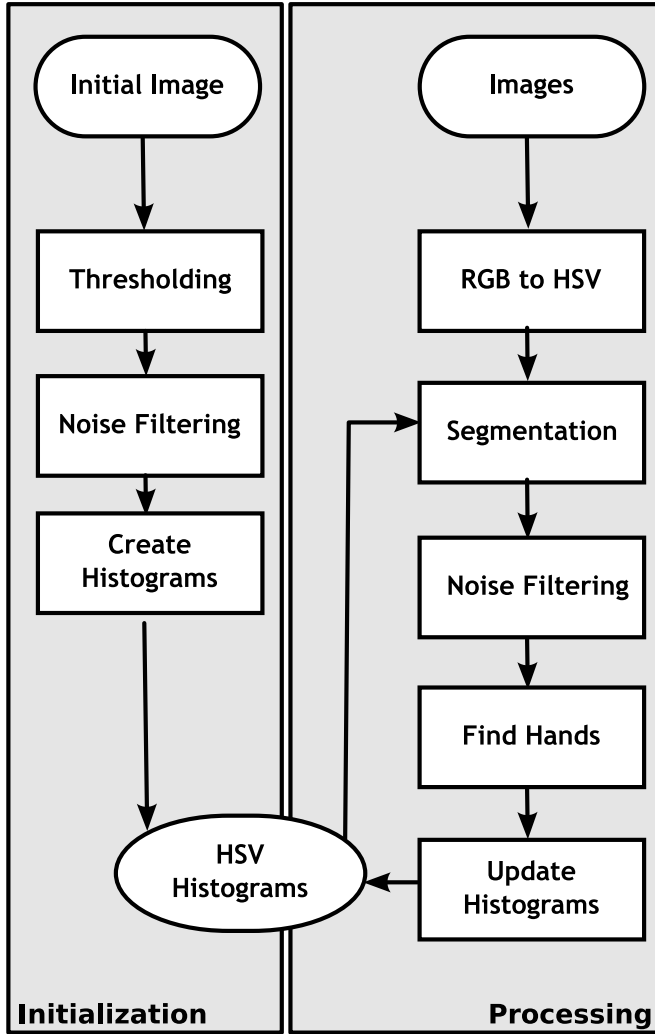 Initial Image
Thresholding
Noise Filtering
Create
Histograms
HSV
Histograms
Initialization
Images
RGB to HSV
Segmentation
Noise Filtering
Find Hands
Update
Histograms
Processing